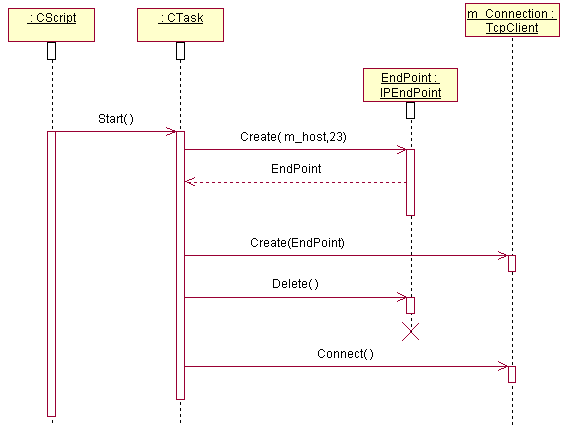 : CScript
: CTask
m_Connection :
TcpClient
EndPoint :
IPEndPoint
Start( )
Create( m_host,23)
EndPoint
Create(EndPoint)
Delete( )
Connect( )